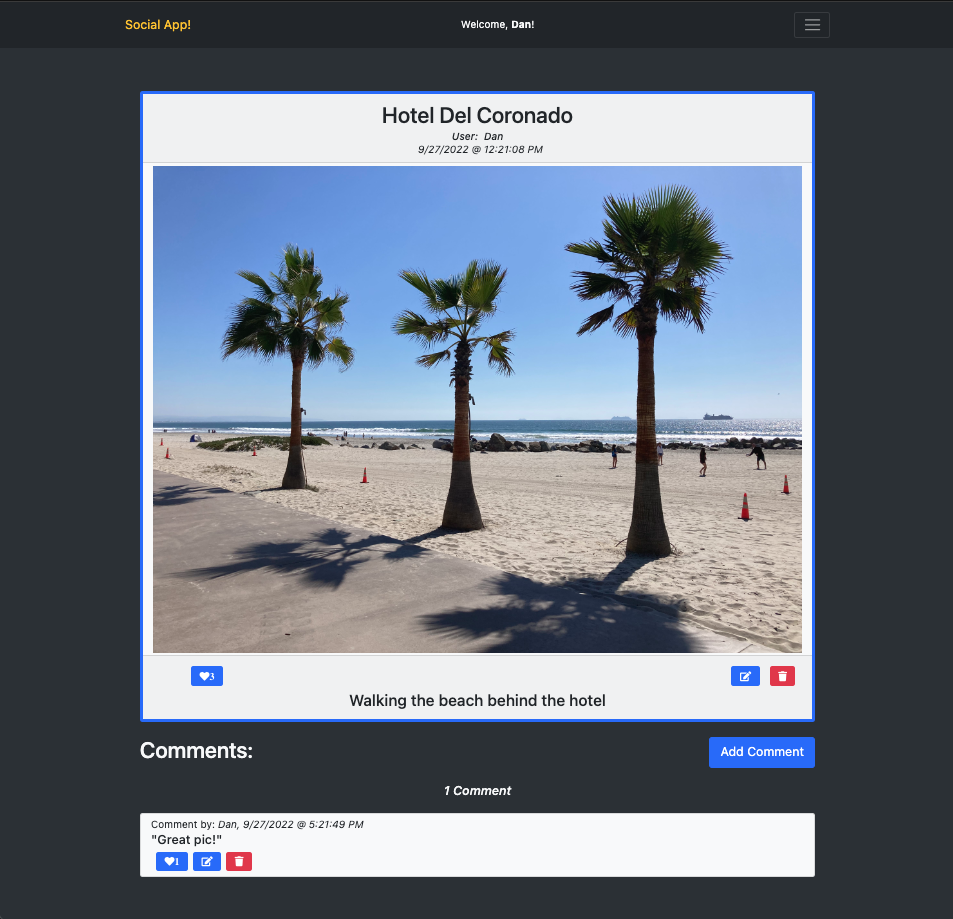 Social App!
Welcome, Dan!
Hotel Del Coronado
User: Dan
9/27/2022 @ 12:21:08 PM
3
Walking the beach behind the hotel
Comments:
Add Comment
1 Comment
Comment by: Dan, 9/27/2022 @ 5:21:49 PM
"Great pic!"
1